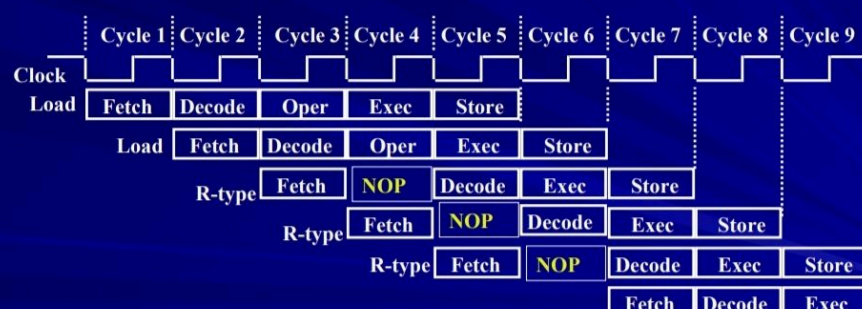 Cycle 1 Cycle 2 Cycle 3 Cycle 4 Cycle 5 Cycle 6 Cycle 7 Cycle 8 Cycle 9
Clock
Load Fetch Decode Oper Exec Store
Load Fetch Decode Oper Exec Store
R-type Fetch NOP Decode Exec Store
R-type Fetch NOP Decode Exec Store
R-type Fetch NOP Decode Exec Store
Fetch Decode Exec